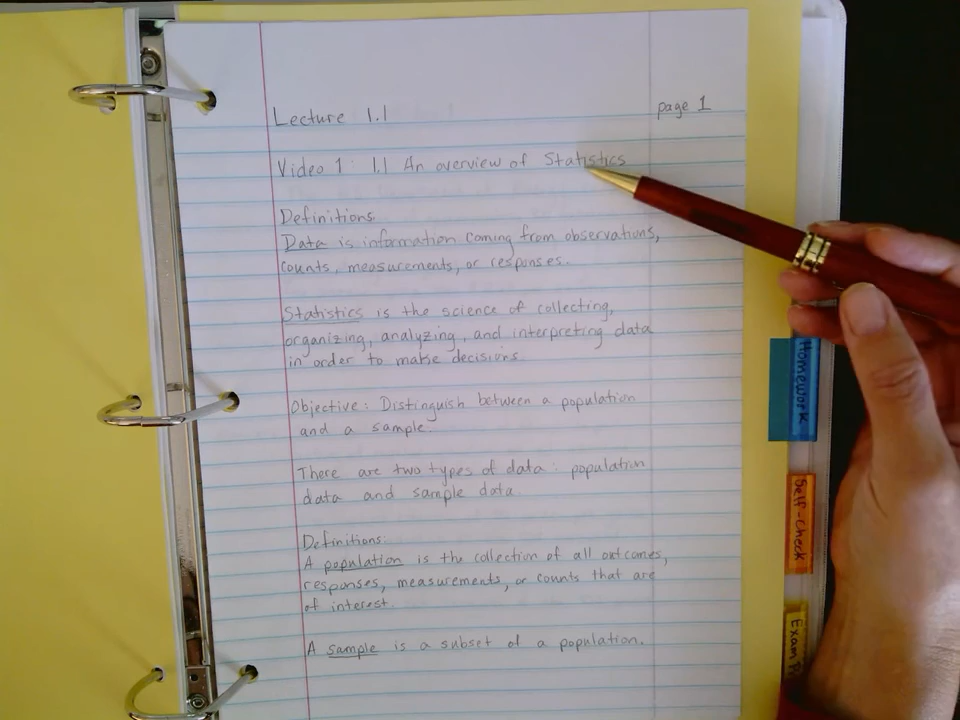 Lecture 1.1
page 1
Video 1: 1.1 An overview of Statistics
Definitions:
Data is information coming from observations,
counts, measurements, or responses.
Statistics is the science of collecting,
organizing, analyzing, and interpreting data
in order to make decisions.
Objective: Distinguish between a population
and a sample.
There are two types of data: population
data and sample data.
Definitions:
A population is the collection of all outcomes,
responses, measurements, or counts that are
of interest.
A sample is a subset of a population.
Homework
Self-Check
Exam